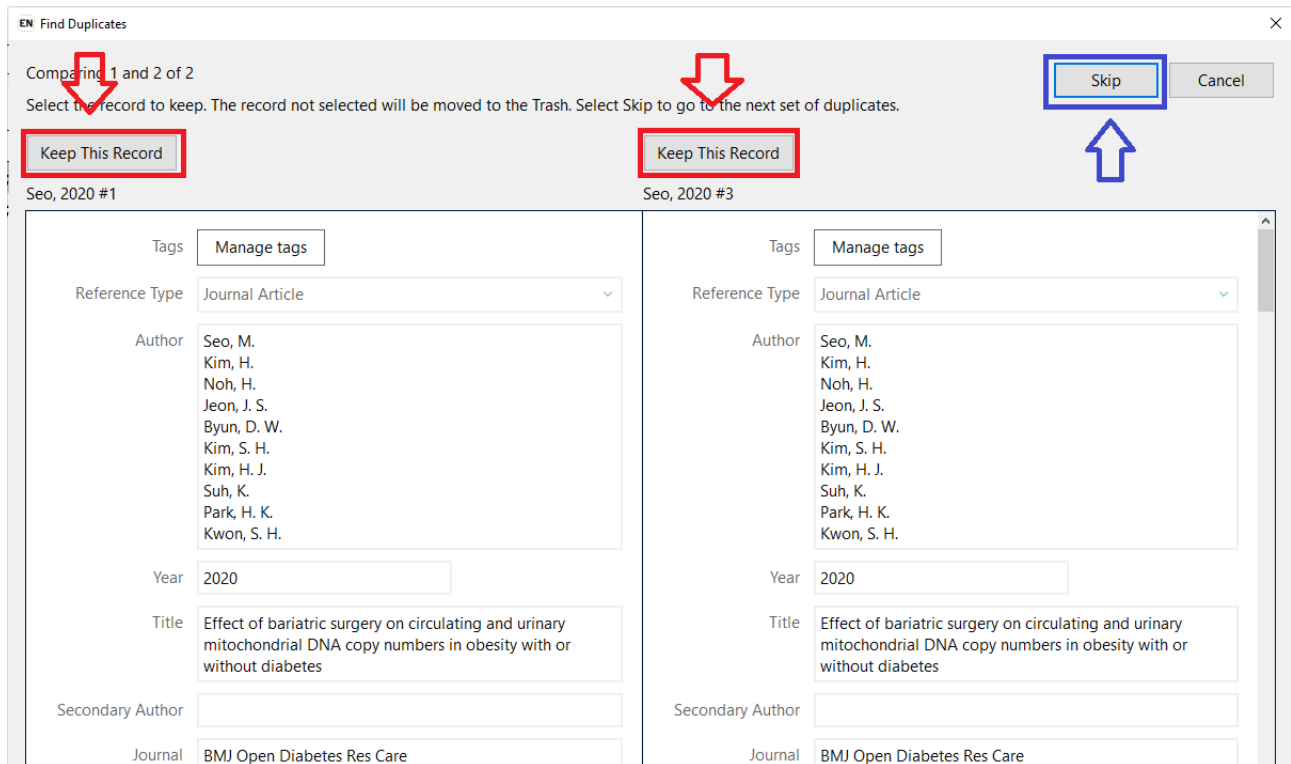 EN Find Duplicates
Comparing 1 and 2 of 2
Skip
Cancel
Select the record to keep. The record not selected will be moved to the Trash. Select Skip to go to the next set of duplicates.
Keep This Record
Keep This Record
Seo, 2020 #1
Seo, 2020 #3
Tags Manage tags
Reference Type Journal Article
Author Seo, M.
Kim, H.
Noh, H.
Jeon, J. S.
Byun, D. W.
Kim, S. H.
Kim, H. J.
Suh, K.
Park, H. K.
Kwon, S. H.
Year 2020
Title Effect of bariatric surgery on circulating and urinary
mitochondrial DNA copy numbers in obesity with or
without diabetes
Secondary Author
Journal BMJ Open Diabetes Res Care
Tags Manage tags
Reference Type Journal Article
Author Seo, M.
Kim, H.
Noh, H.
Jeon, J. S.
Byun, D. W.
Kim, S. H.
Kim, H. J.
Suh, K.
Park, H. K.
Kwon, S. H.
Year 2020
Title Effect of bariatric surgery on circulating and urinary
mitochondrial DNA copy numbers in obesity with or
without diabetes
Secondary Author
Journal BMJ Open Diabetes Res Care